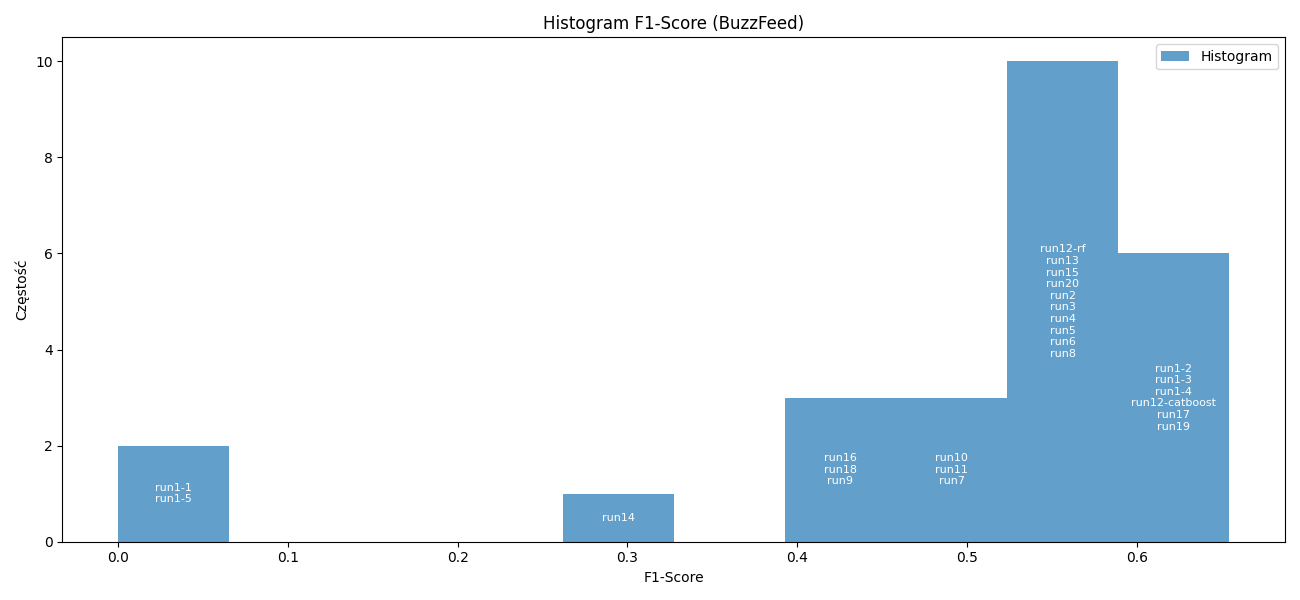 Histogram F1-Score (BuzzFeed)
Histogram
Częstość
10
8
6
4
2
0
run1-1
run1-5
run14
run16
run18
run9
run10
run11
run7
run12-rf
run13
run15
run20
run2
run3
run4
run5
run6
run8
run1-2
run1-3
run1-4
run12-catboost
run17
run19
0.0 0.1 0.2 0.3 0.4 0.5 0.6
F1-Score